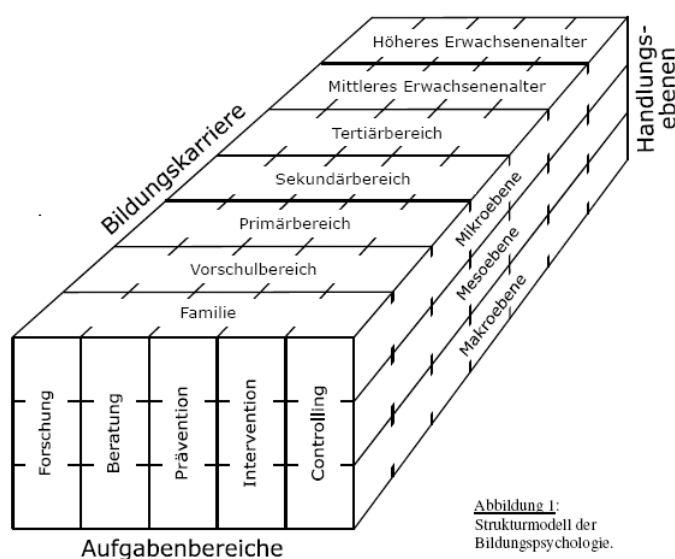 Höheres Erwachsenenalter
Mittleres Erwachsenenalter
Tertiärbereich
Sekundärbereich
Primärbereich
Vorschulbereich
Familie
Bildungskarriere
Handlungs-
ebenen
Mikroebene
Mesoebene
Makroebene
Forschung
Beratung
Prävention
Intervention
Controlling
Aufgabenbereiche
Abbildung 1:
Strukturmodell der
Bildungspsychologie.